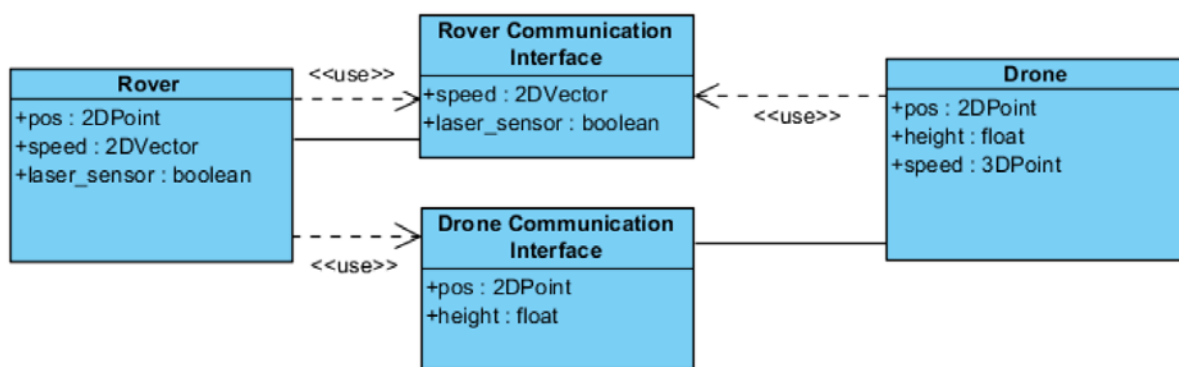 Rover
+pos : 2DPoint
+speed : 2DVector
+laser_sensor : boolean
<<use>>
<<use>>
Rover Communication
Interface
+speed : 2DVector
+laser_sensor : boolean
Drone Communication
Interface
+pos : 2DPoint
+height : float
<<use>>
Drone
+pos : 2DPoint
+height : float
+speed : 3DPoint